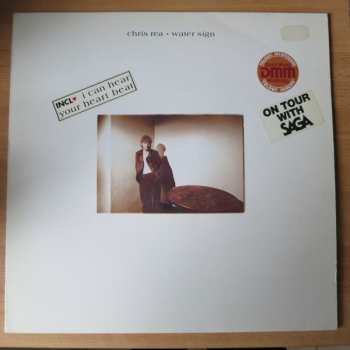 chris rea • water sign
INCL♥ i can hear
your heart beat
DMM
ON TOUR
WITH
SAGA